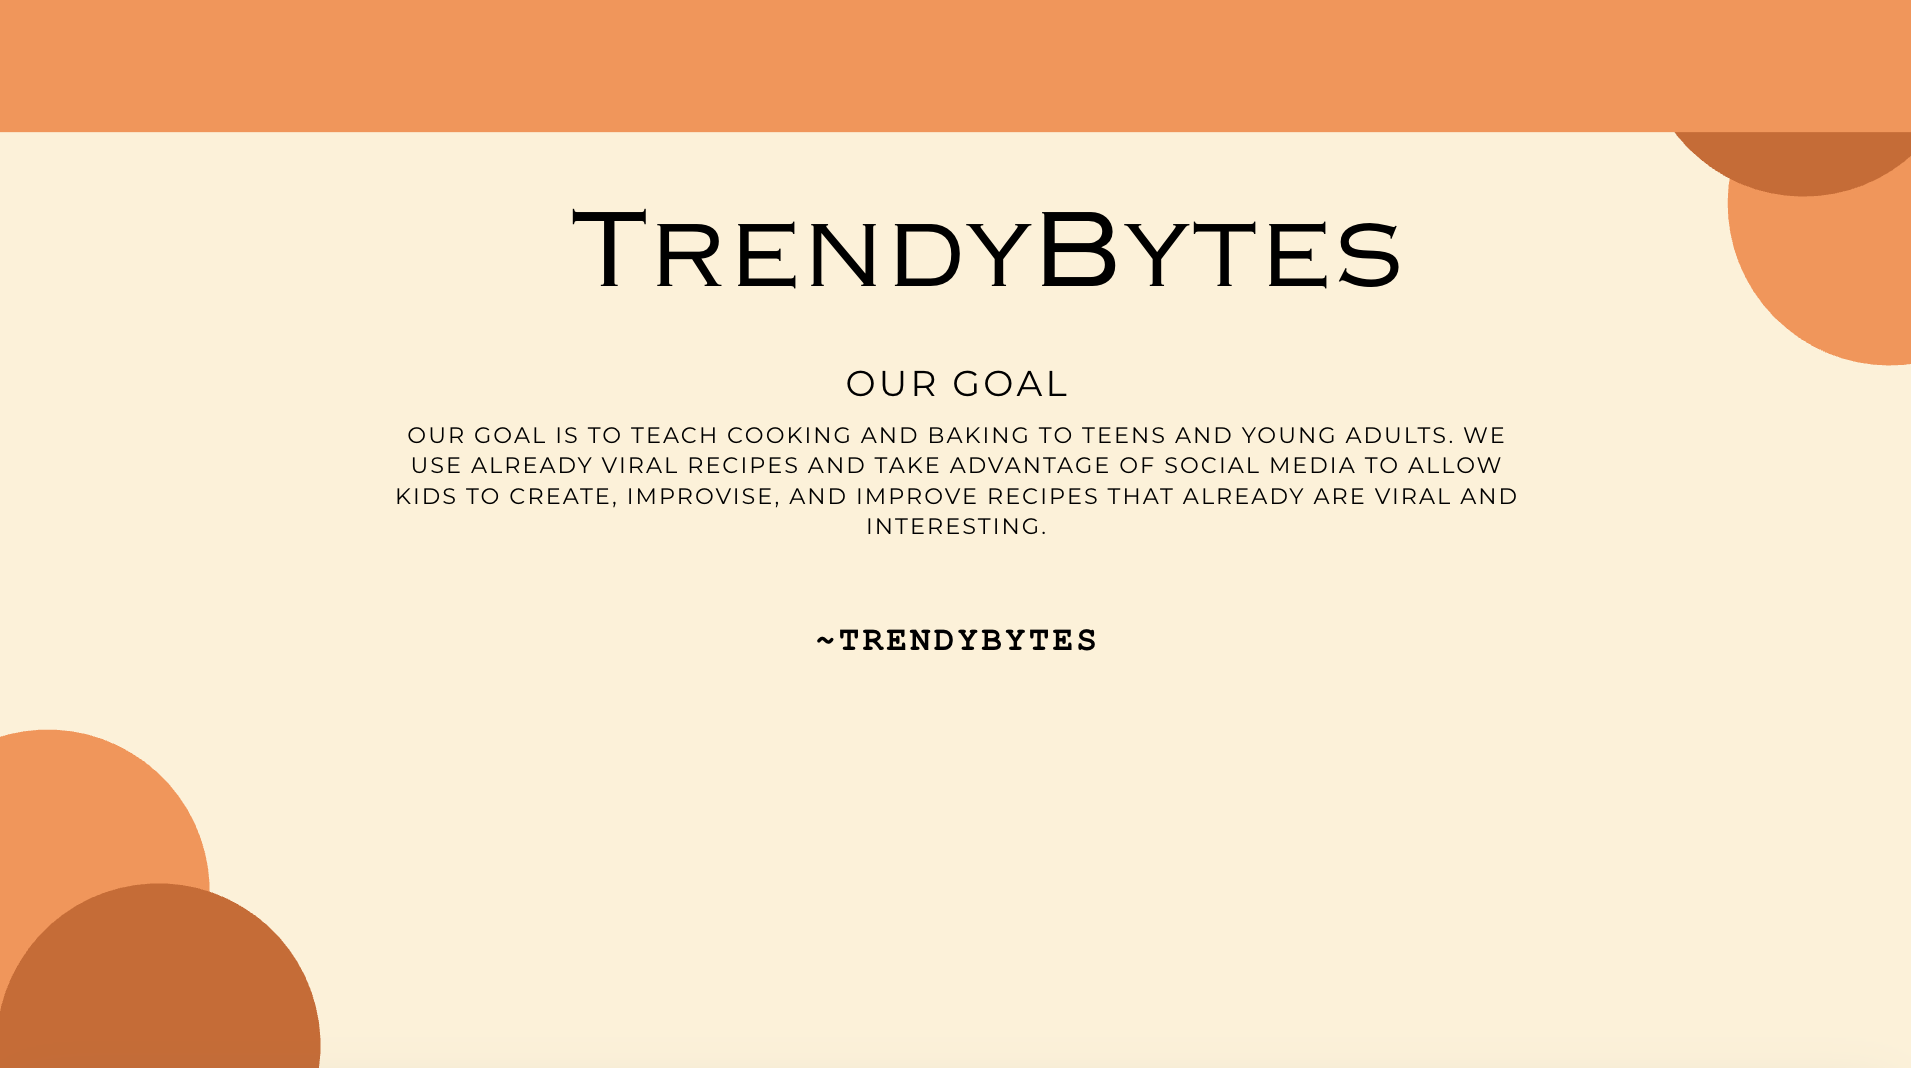 TRENDYBYTES
OUR GOAL
OUR GOAL IS TO TEACH COOKING AND BAKING TO TEENS AND YOUNG ADULTS. WE
USE ALREADY VIRAL RECIPES AND TAKE ADVANTAGE OF SOCIAL MEDIA TO ALLOW
KIDS TO CREATE, IMPROVISE, AND IMPROVE RECIPES THAT ALREADY ARE VIRAL AND
INTERESTING.
~TRENDYBYTES